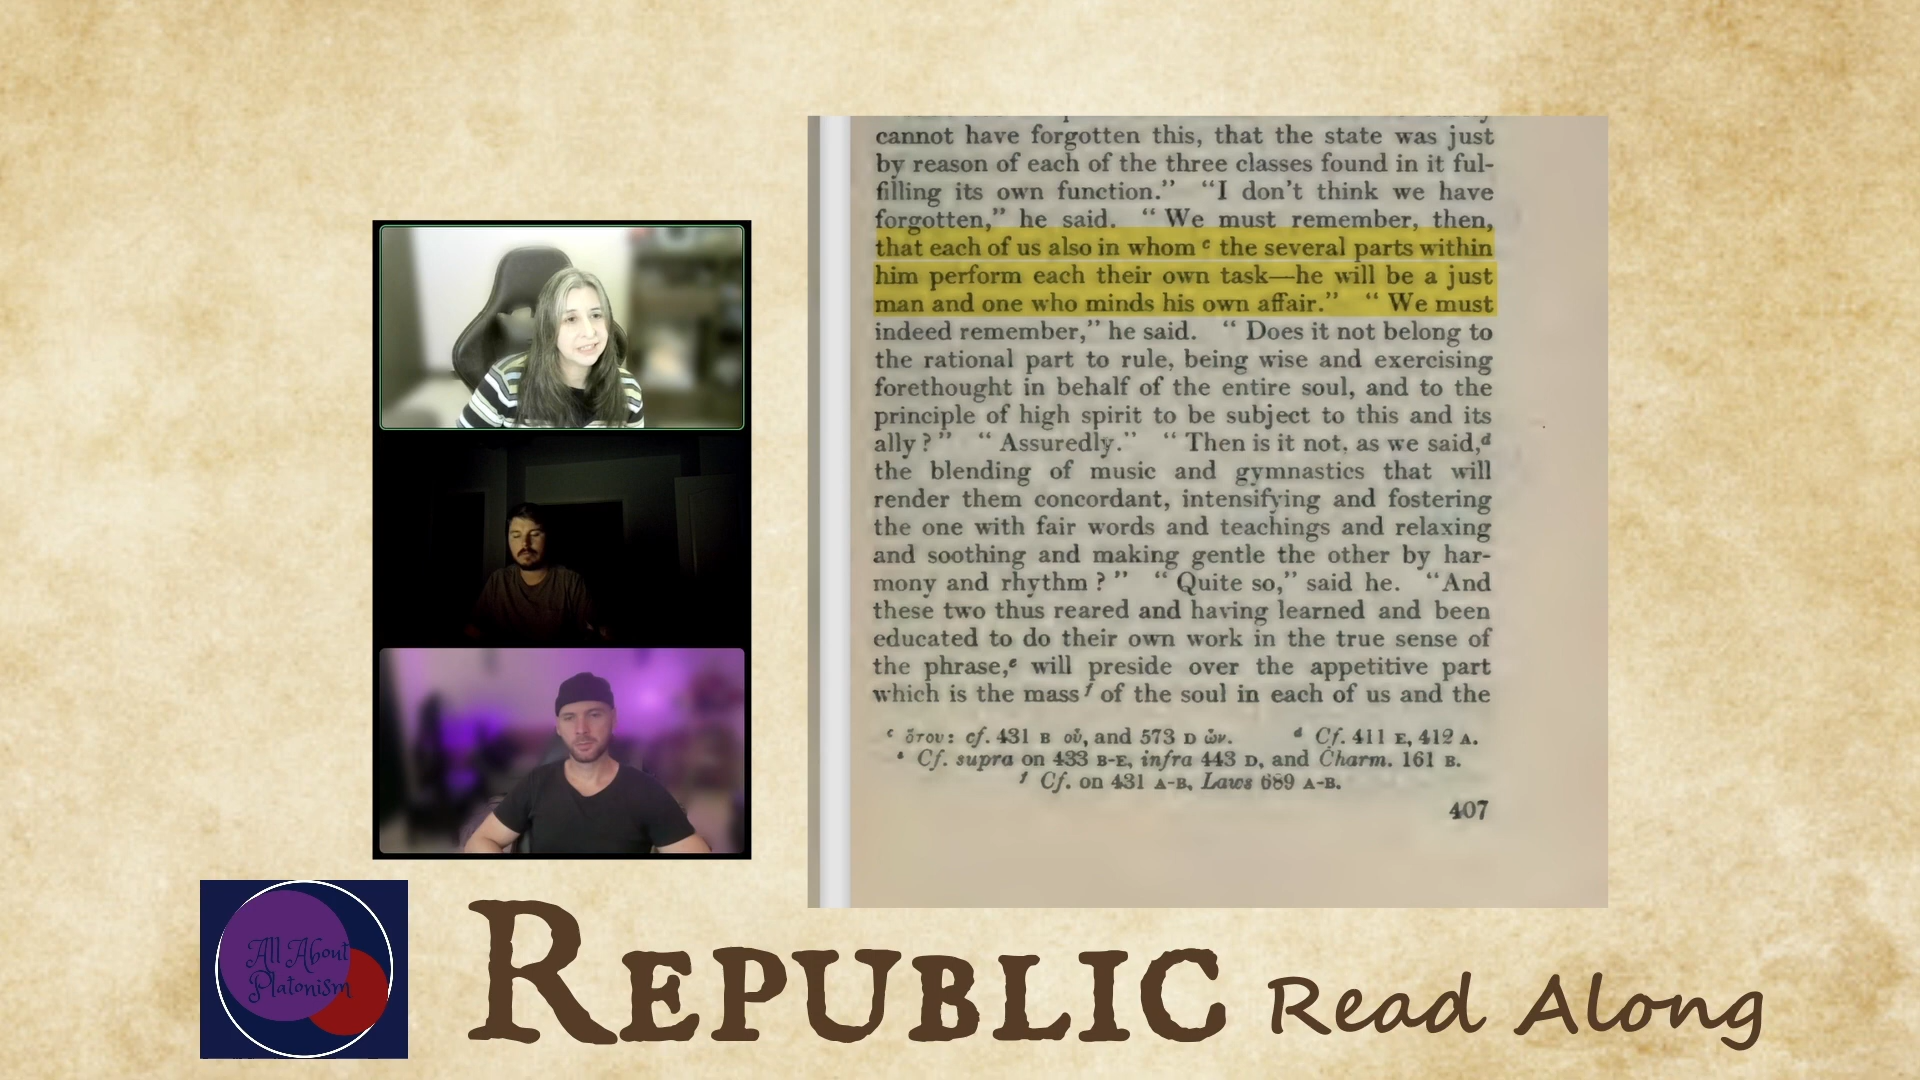 cannot have forgotten this, that the state was just
by reason of each of the three classes found in it ful-
filling its own function.” “I don’t think we have
forgotten,” he said. “ We must remember, then,
that each of us also in whom ᶜ the several parts within
him perform each their own task—he will be a just
man and one who minds his own affair.” “ We must
indeed remember,” he said. “ Does it not belong to
the rational part to rule, being wise and exercising
forethought in behalf of the entire soul, and to the
principle of high spirit to be subject to this and its
ally ? ” “ Assuredly.” “ Then is it not, as we said,ᵈ
the blending of music and gymnastics that will
render them concordant, intensifying and fostering
the one with fair words and teachings and relaxing
and soothing and making gentle the other by har-
mony and rhythm ? ” “ Quite so,” said he. “And
these two thus reared and having learned and been
educated to do their own work in the true sense of
the phrase,ᵉ will preside over the appetitive part
which is the mass ᶠ of the soul in each of us and the
ᶜ ὅτου: cf. 431 B οὗ, and 573 D ὧν. ᵈ Cf. 411 E, 412 A.
ᵉ Cf. supra on 433 B-E, infra 443 D, and Charm. 161 B.
ᶠ Cf. on 431 A-B, Laws 689 A-B.
407
All About
Platonism
REPUBLIC Read Along